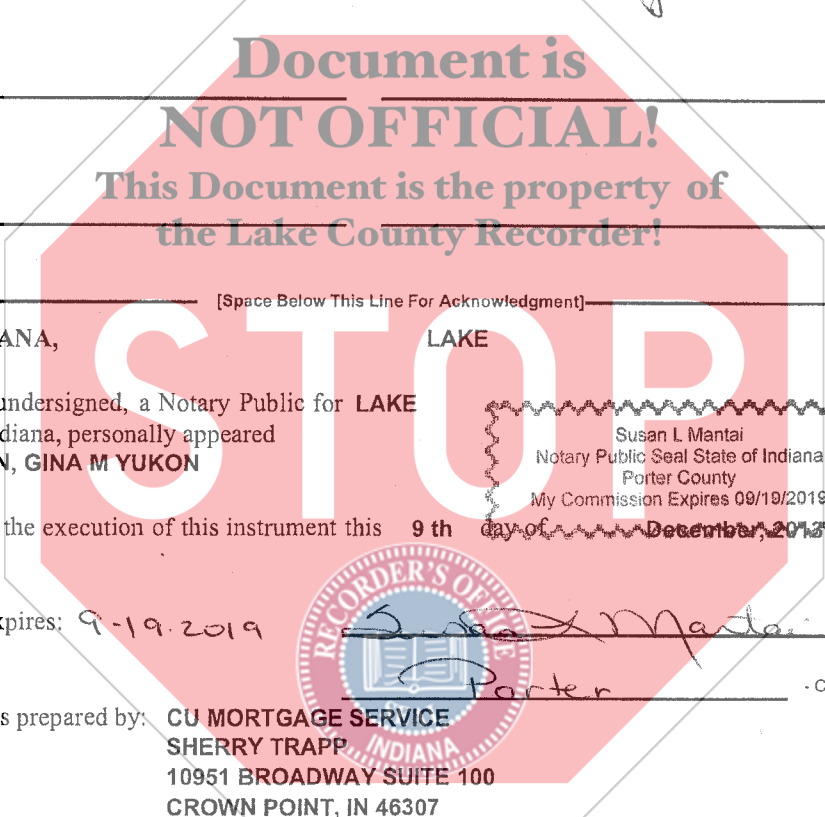 Document is
NOT OFFICIAL!
This Document is the property of
the Lake County Recorder!
[Space Below This Line For Acknowledgment]
STOP
ANA, LAKE
undersigned, a Notary Public for LAKE
diana, personally appeared
N, GINA M YUKON
Susan L Mantai
Notary Public Seal State of Indiana
Porter County
My Commission Expires 09/19/2019
the execution of this instrument this 9 th day of December, 2013
RECORDER'S OFFICE
INDIANA
xpires: 9-19.2019 Susan L Mantai
Porter
s prepared by: CU MORTGAGE SERVICE
SHERRY TRAPP
10951 BROADWAY SUITE 100
CROWN POINT, IN 46307